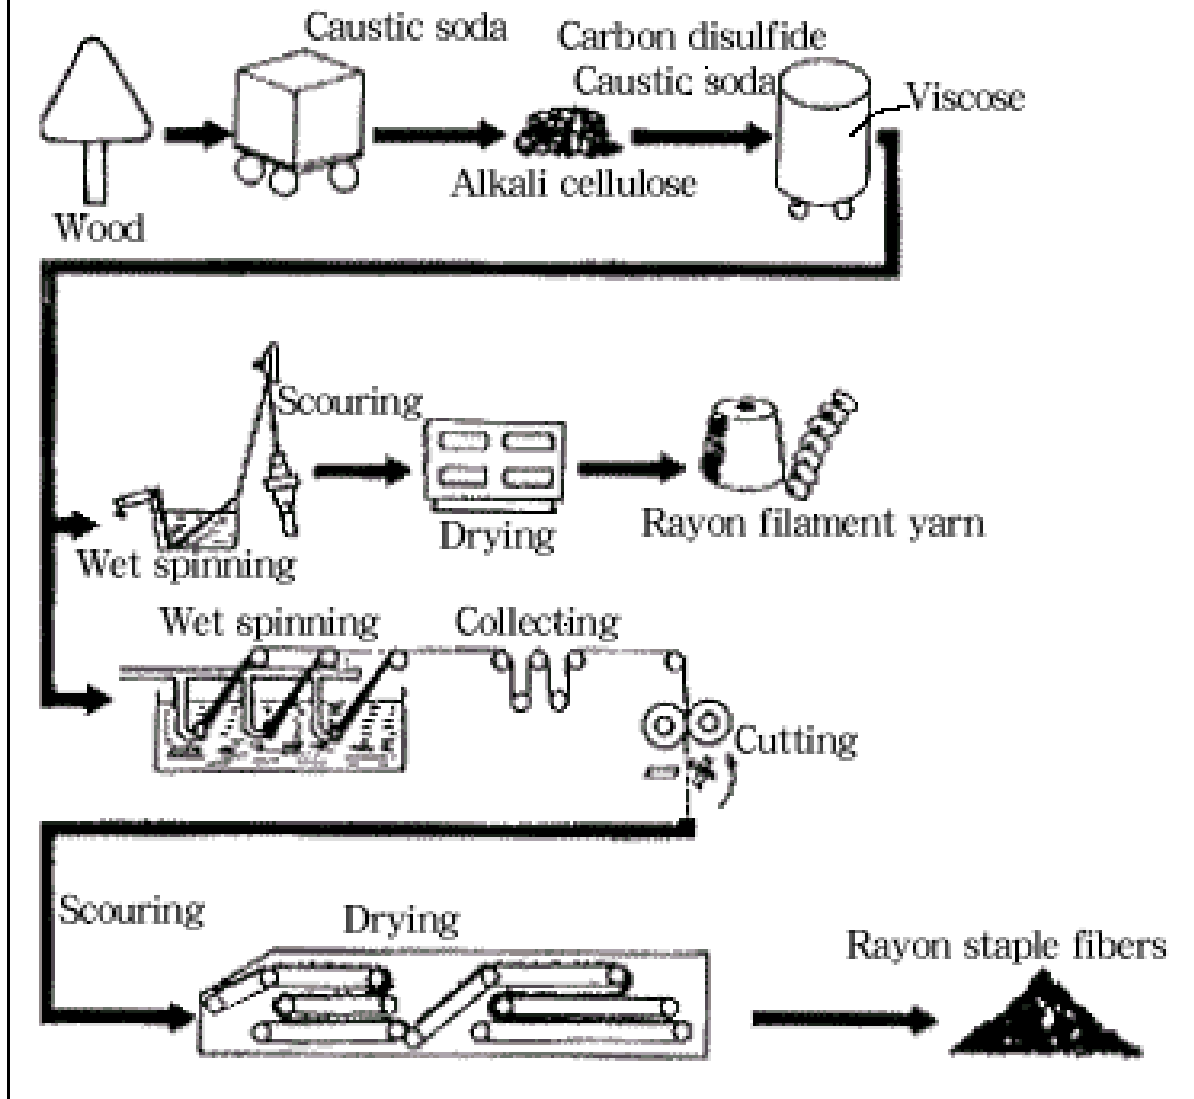 Caustic soda
Carbon disulfide
Caustic soda
Viscose
Alkali cellulose
Wood
Scouring
Drying
Rayon filament yarn
Wet spinning
Wet spinning
Collecting
Cutting
Scouring
Drying
Rayon staple fibers